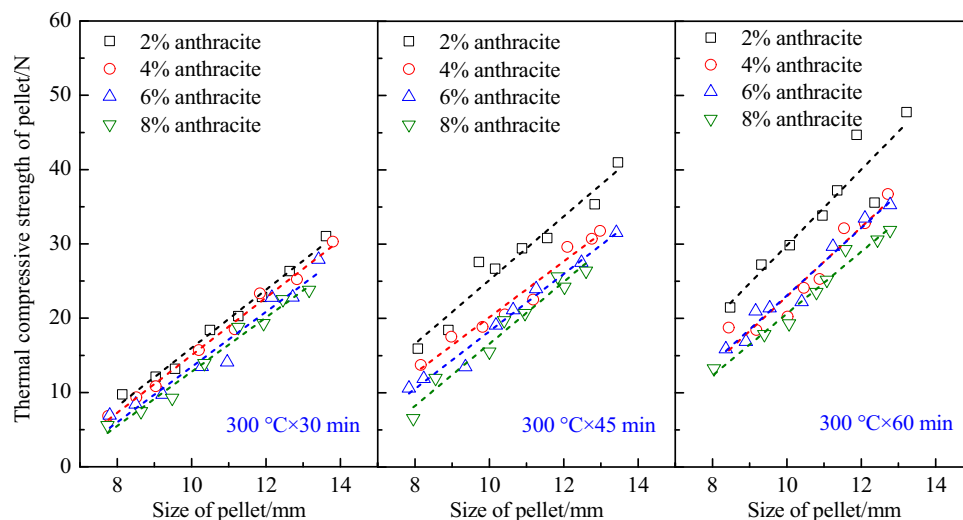 Thermal compressive strength of pellet/N
60
50
40
30
20
10
0
2% anthracite
4% anthracite
6% anthracite
8% anthracite
300 °C×30 min
8 10 12 14
Size of pellet/mm
2% anthracite
4% anthracite
6% anthracite
8% anthracite
300 °C×45 min
8 10 12 14
Size of pellet/mm
2% anthracite
4% anthracite
6% anthracite
8% anthracite
300 °C×60 min
8 10 12 14
Size of pellet/mm